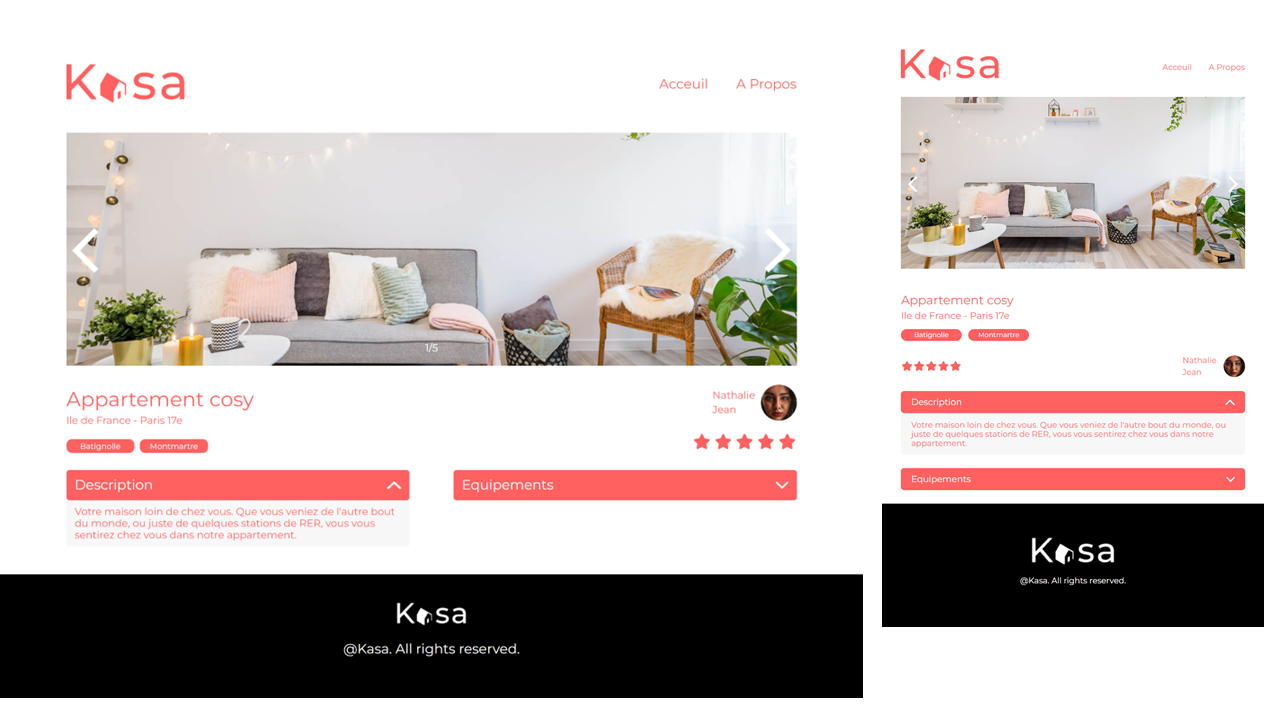 Kasa
Acceuil
A Propos
1/5
Appartement cosy
Ile de France - Paris 17e
Batignolle
Montmartre
Nathalie
Jean
Description
Votre maison loin de chez vous. Que vous veniez de l'autre bout
du monde, ou juste de quelques stations de RER, vous vous
sentirez chez vous dans notre appartement.
Equipements
Kasa
@Kasa. All rights reserved.
Kasa
Acceuil
A Propos
Appartement cosy
Ile de France - Paris 17e
Batignolle
Montmartre
Nathalie
Jean
Description
Votre maison loin de chez vous. Que vous veniez de l'autre bout du monde, ou
juste de quelques stations de RER, vous vous sentirez chez vous dans notre
appartement.
Equipements
Kasa
@Kasa. All rights reserved.